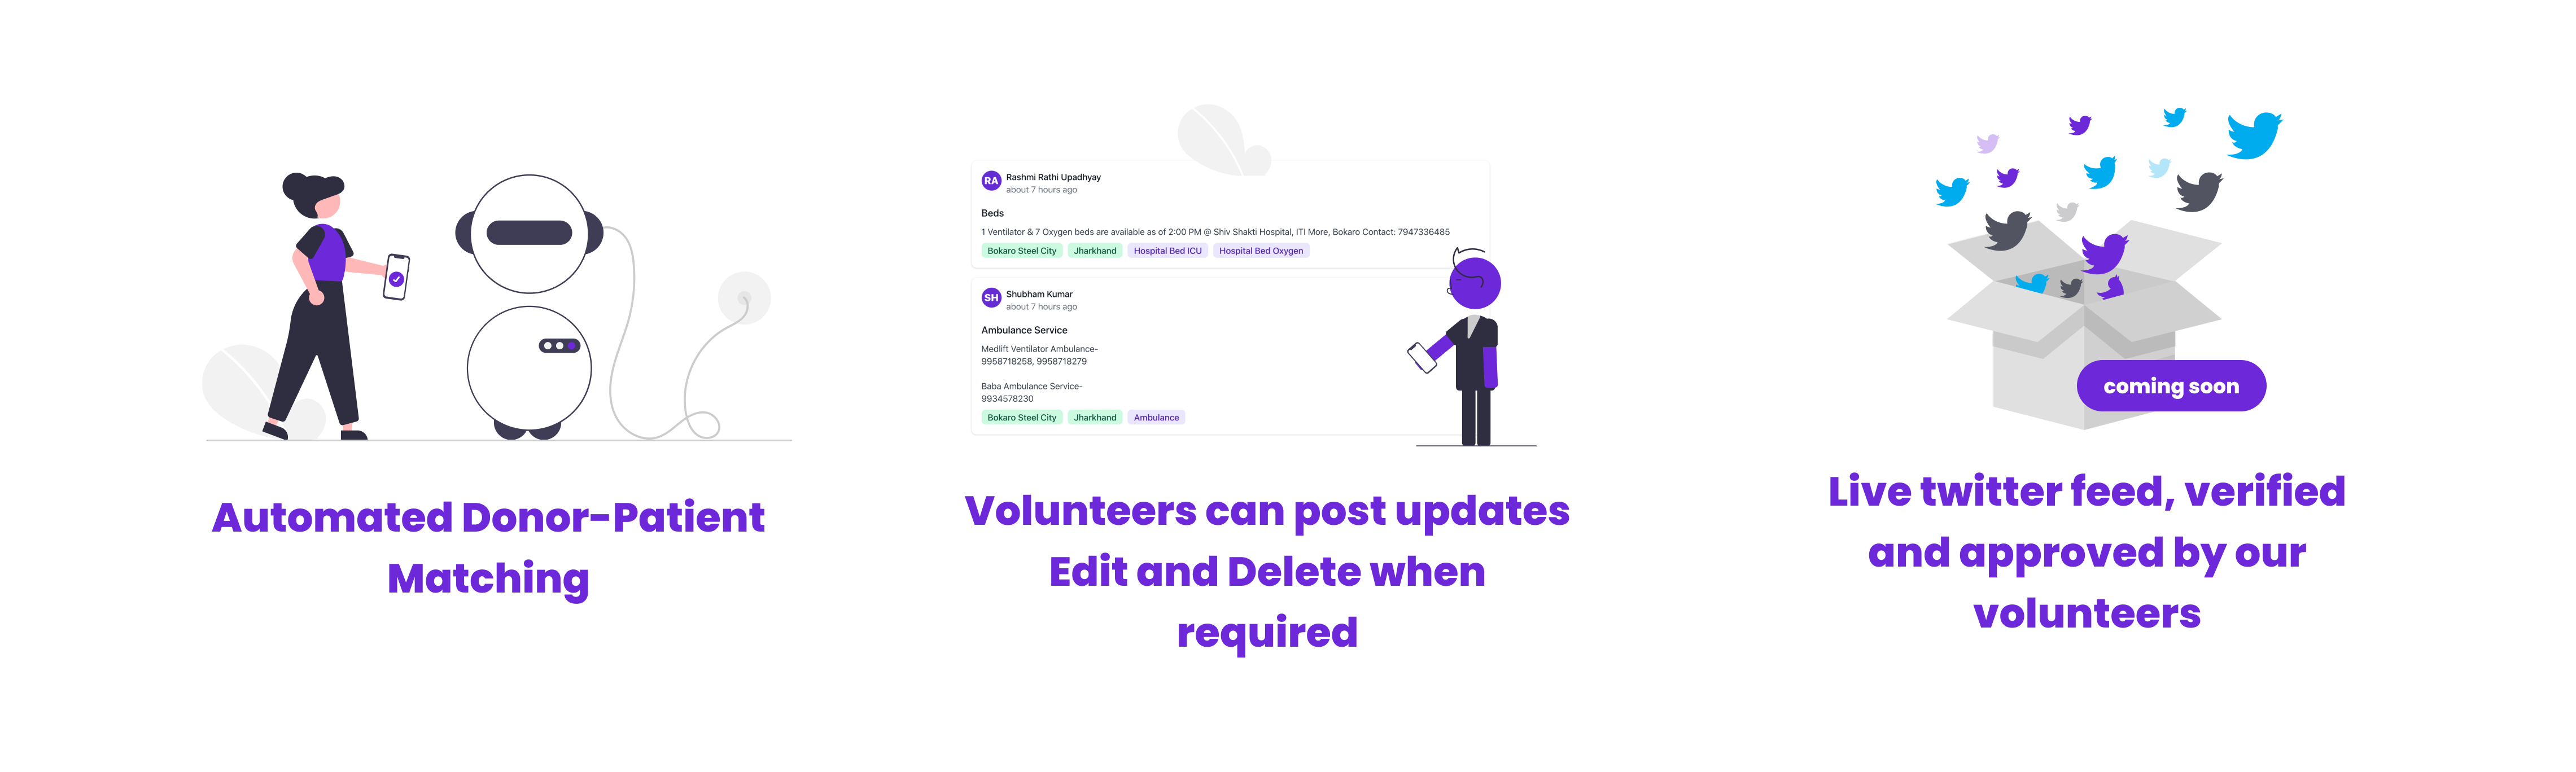 Automated Donor-Patient
Matching
RA
Rashmi Rathi Upadhyay
about 7 hours ago
Beds
1 Ventilator & 7 Oxygen beds are available as of 2:00 PM @ Shiv Shakti Hospital, ITI More, Bokaro Contact: 7947336485
Bokaro Steel City Jharkhand Hospital Bed ICU Hospital Bed Oxygen
SH
Shubham Kumar
about 7 hours ago
Ambulance Service
Medlift Ventilator Ambulance-
9958718258, 9958718279
Baba Ambulance Service-
9934578230
Bokaro Steel City Jharkhand Ambulance
Volunteers can post updates
Edit and Delete when
required
coming soon
Live twitter feed, verified
and approved by our
volunteers